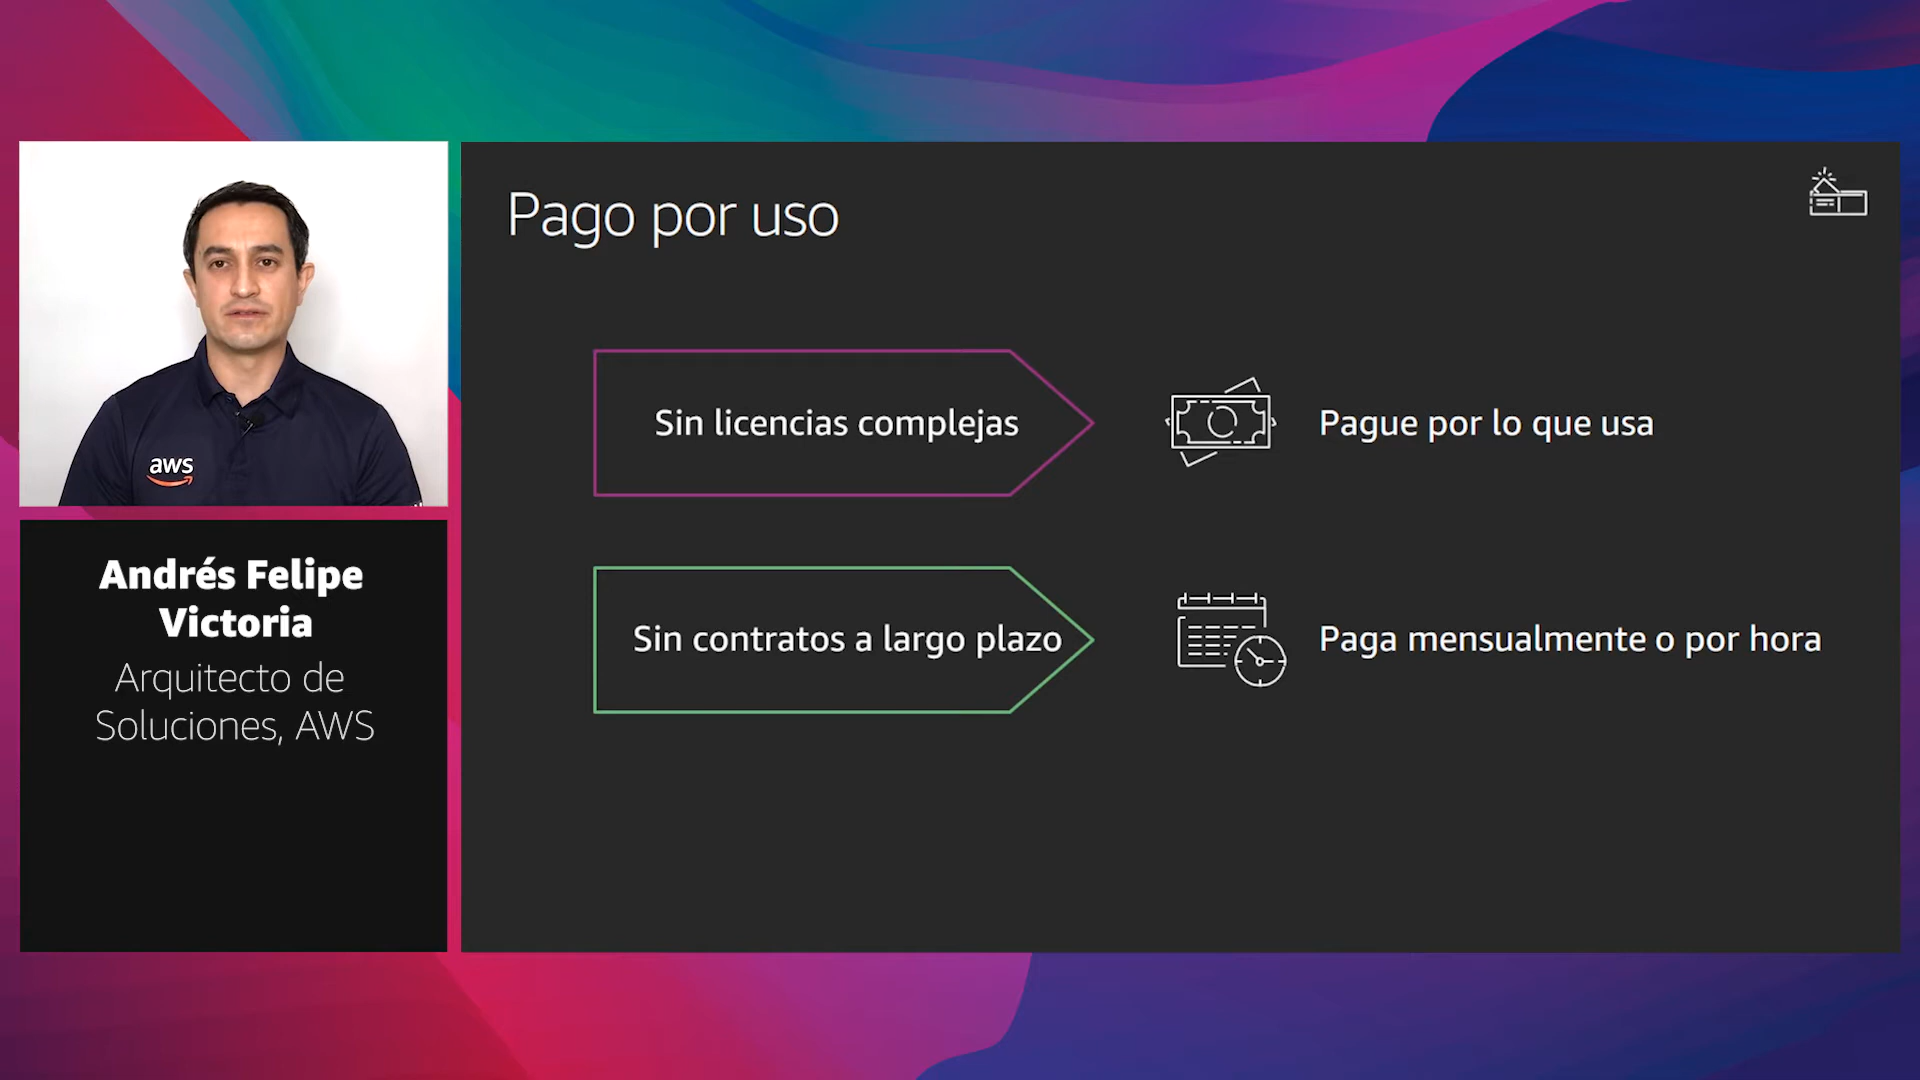 aws
Andrés Felipe
Victoria
Arquitecto de
Soluciones, AWS
Pago por uso
Sin licencias complejas
Pague por lo que usa
Sin contratos a largo plazo
Paga mensualmente o por hora